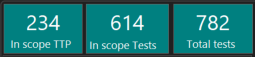 234
In scope TTP
614
In scope Tests
782
Total tests